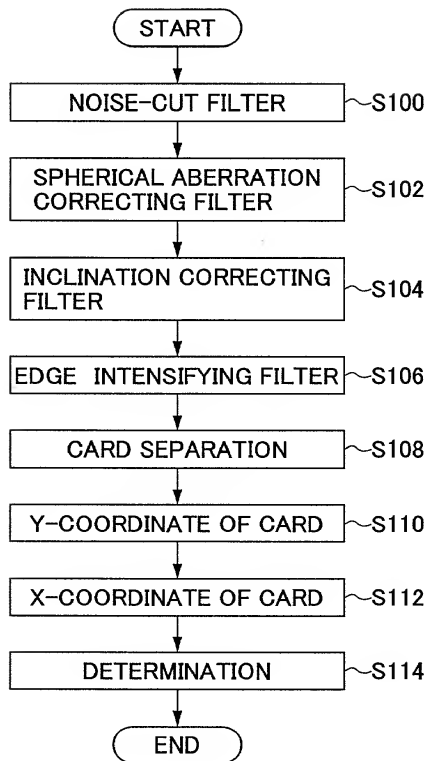 START
NOISE-CUT FILTER
S100
SPHERICAL ABERRATION
CORRECTING FILTER
S102
INCLINATION CORRECTING
FILTER
S104
EDGE INTENSIFYING FILTER
S106
CARD SEPARATION
S108
Y-COORDINATE OF CARD
S110
X-COORDINATE OF CARD
S112
DETERMINATION
S114
END